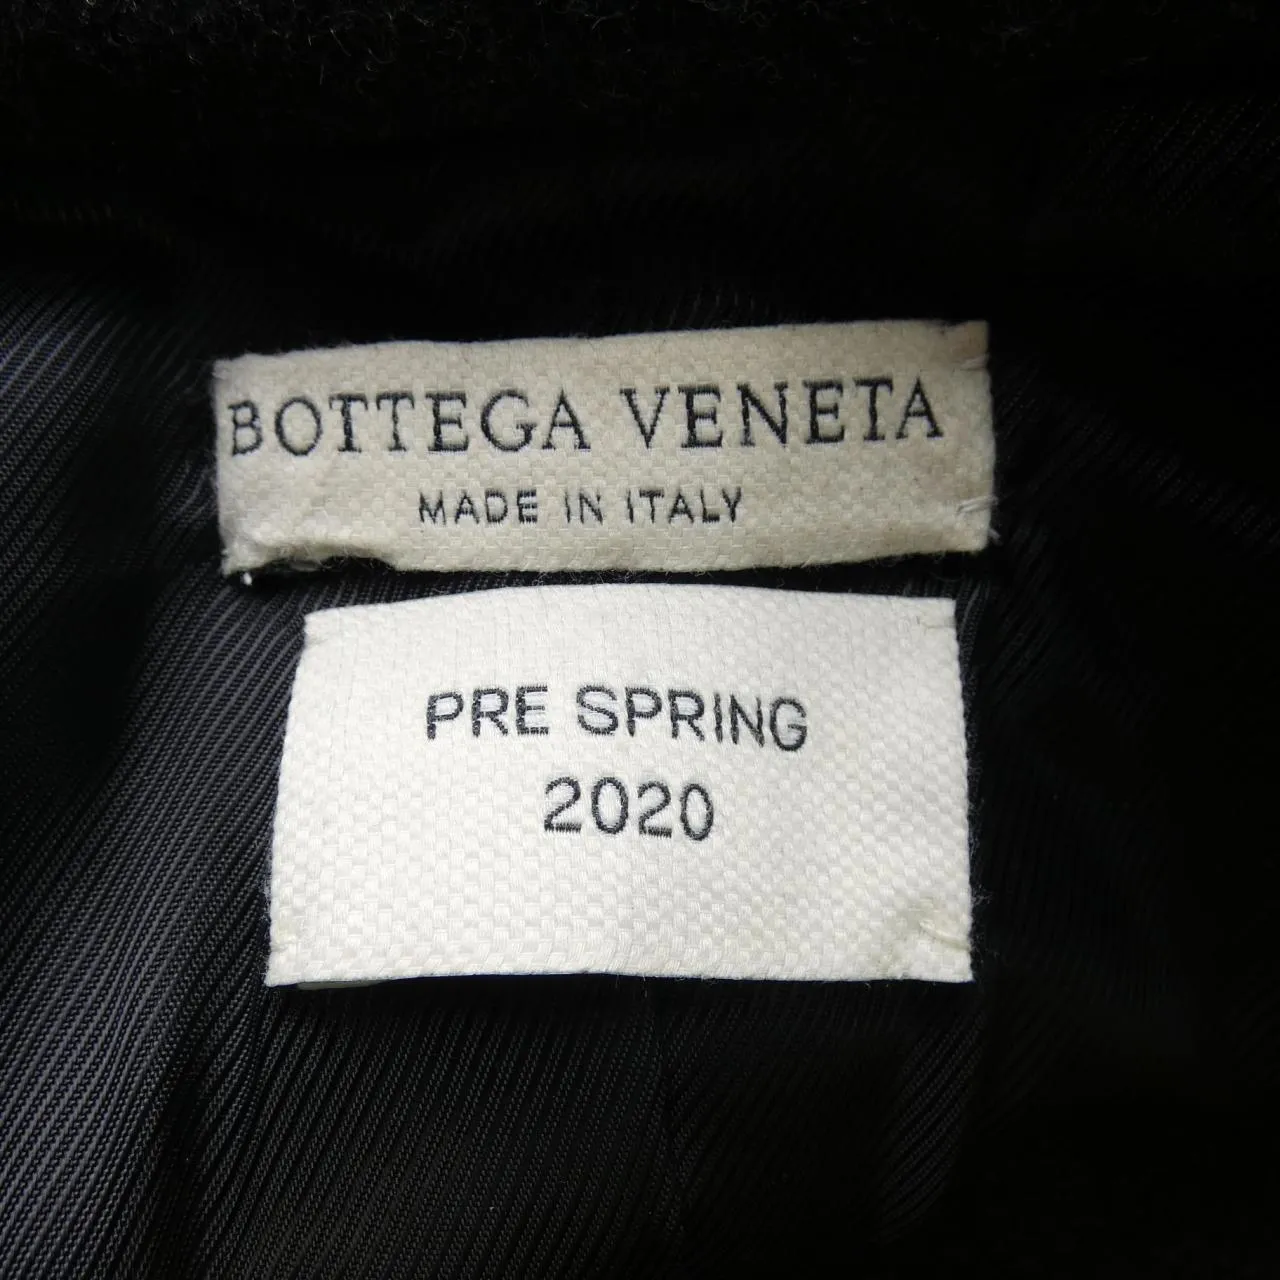 BOTTEGA VENETA
MADE IN ITALY
PRE SPRING
2020